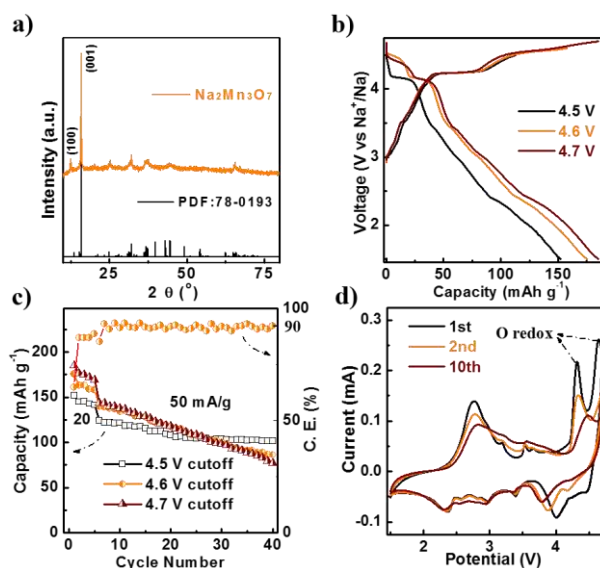 a)
Intensity (a.u.)
(001)
(100)
Na₂Mn₃O₇
PDF:78-0193
20 40 60 80
2 θ (°)
b)
Voltage (V vs Na⁺/Na)
4
3
2
4.5 V
4.6 V
4.7 V
0 50 100 150
Capacity (mAh g⁻¹)
c)
Capacity (mAh g⁻¹)
200
150
100
50
0
20
50 mA/g
4.5 V cutoff
4.6 V cutoff
4.7 V cutoff
100
90
50
0
C. E. (%)
0 10 20 30 40
Cycle Number
d)
Current (mA)
0.3
0.2
0.1
0.0
-0.1
1st
2nd
10th
O redox
2 3 4
Potential (V)